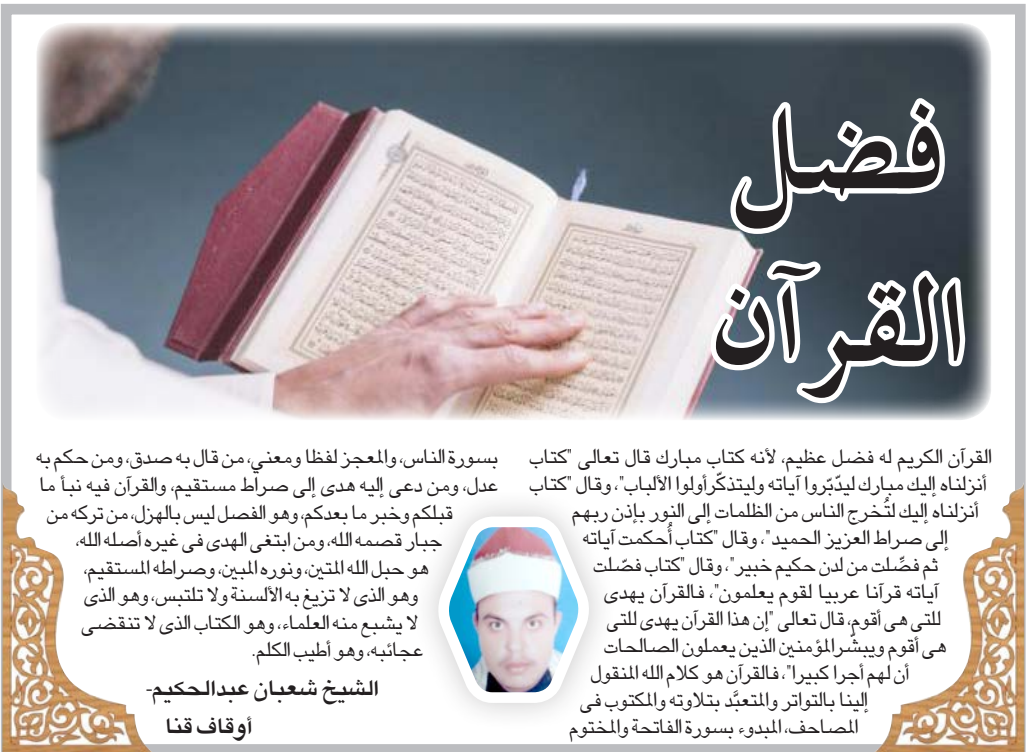 فضل
القرآن
القرآن الكريم له فضل عظيم، لأنه كتاب مبارك قال تعالى "كتاب
أنزلناه إليك مبارك ليدّبّروا آياته وليتذكّرأولوا الألباب"، وقال "كتاب
أنزلناه إليك لتُخرج الناس من الظلمات إلى النور بإذن ربهم
إلى صراط العزيز الحميد"، وقال "كتاب أُحكمت آياته
ثم فصِّلت من لدن حكيم خبير"، وقال "كتاب فصّلت
آياته قرآنا عربيا لقوم يعلمون"، فالقرآن يهدى
للتى هى أقوم، قال تعالى "إن هذا القرآن يهدى للتى
هى أقوم ويبشّرالمؤمنين الذين يعملون الصالحات
أن لهم أجرا كبيرا"، فالقرآن هو كلام الله المنقول
إلينا بالتواتر والمتعبَّد بتلاوته والمكتوب فى
المصاحف، المبدوء بسورة الفاتحة والمختوم
بسورة الناس، والمعجز لفظا ومعني، من قال به صدق، ومن حكم به
عدل، ومن دعى إليه هدى إلى صراط مستقيم، والقرآن فيه نبأ ما
قبلكم وخبر ما بعدكم، وهو الفصل ليس بالهزل، من تركه من
جبار قصمه الله، ومن ابتغى الهدى فى غيره أصله الله،
هو حبل الله المتين، ونوره المبين، وصراطه المستقيم،
وهو الذى لا تزيغ به الألسنة ولا تلتبس، وهو الذى
لا يشبع منه العلماء، وهو الكتاب الذى لا تنقضى
عجائبه، وهو أطيب الكلم.
الشيخ شعبان عبدالحكيم-
أوقاف قنا